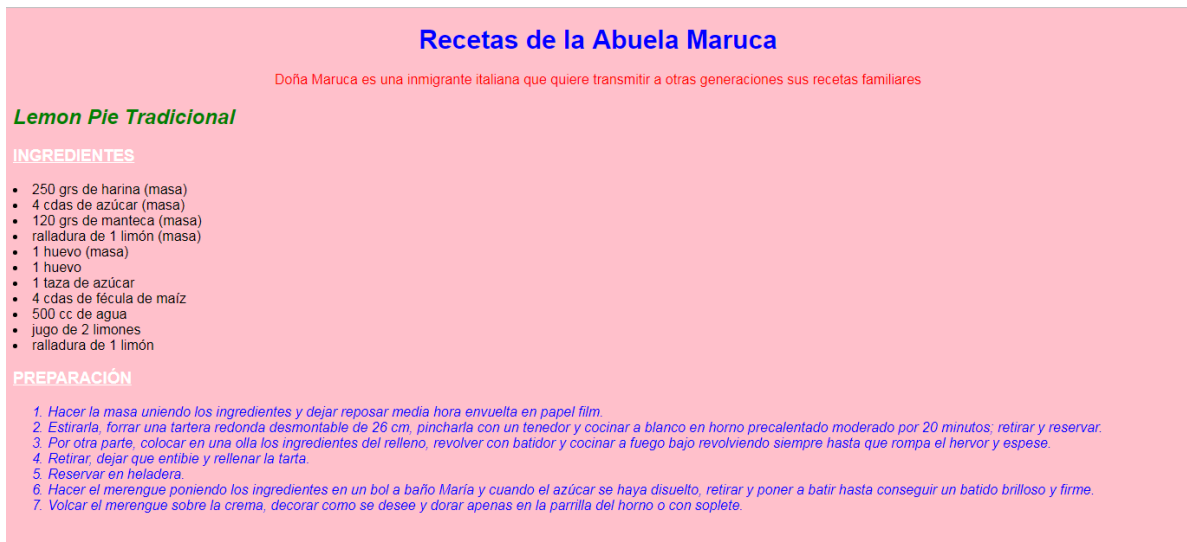 Recetas de la Abuela Maruca
Doña Maruca es una inmigrante italiana que quiere transmitir a otras generaciones sus recetas familiares
Lemon Pie Tradicional
INGREDIENTES
• 250 grs de harina (masa)
• 4 cdas de azúcar (masa)
• 120 grs de manteca (masa)
• ralladura de 1 limón (masa)
• 1 huevo (masa)
• 1 huevo
• 1 taza de azúcar
• 4 cdas de fécula de maíz
• 500 cc de agua
• jugo de 2 limones
• ralladura de 1 limón
PREPARACIÓN
1. Hacer la masa uniendo los ingredientes y dejar reposar media hora envuelta en papel film.
2. Estirarla, forrar una tartera redonda desmontable de 26 cm, pincharla con un tenedor y cocinar a blanco en horno precalentado moderado por 20 minutos; retirar y reservar.
3. Por otra parte, colocar en una olla los ingredientes del relleno, revolver con batidor y cocinar a fuego bajo revolviendo siempre hasta que rompa el hervor y espese.
4. Retirar, dejar que entibie y rellenar la tarta.
5. Reservar en heladera.
6. Hacer el merengue poniendo los ingredientes en un bol a baño María y cuando el azúcar se haya disuelto, retirar y poner a batir hasta conseguir un batido brilloso y firme.
7. Volcar el merengue sobre la crema, decorar como se desee y dorar apenas en la parrilla del horno o con soplete.